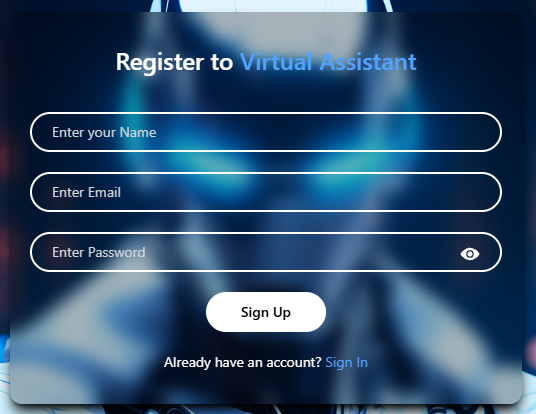 Register to Virtual Assistant
Enter your Name
Enter Email
Enter Password
Sign Up
Already have an account? Sign In